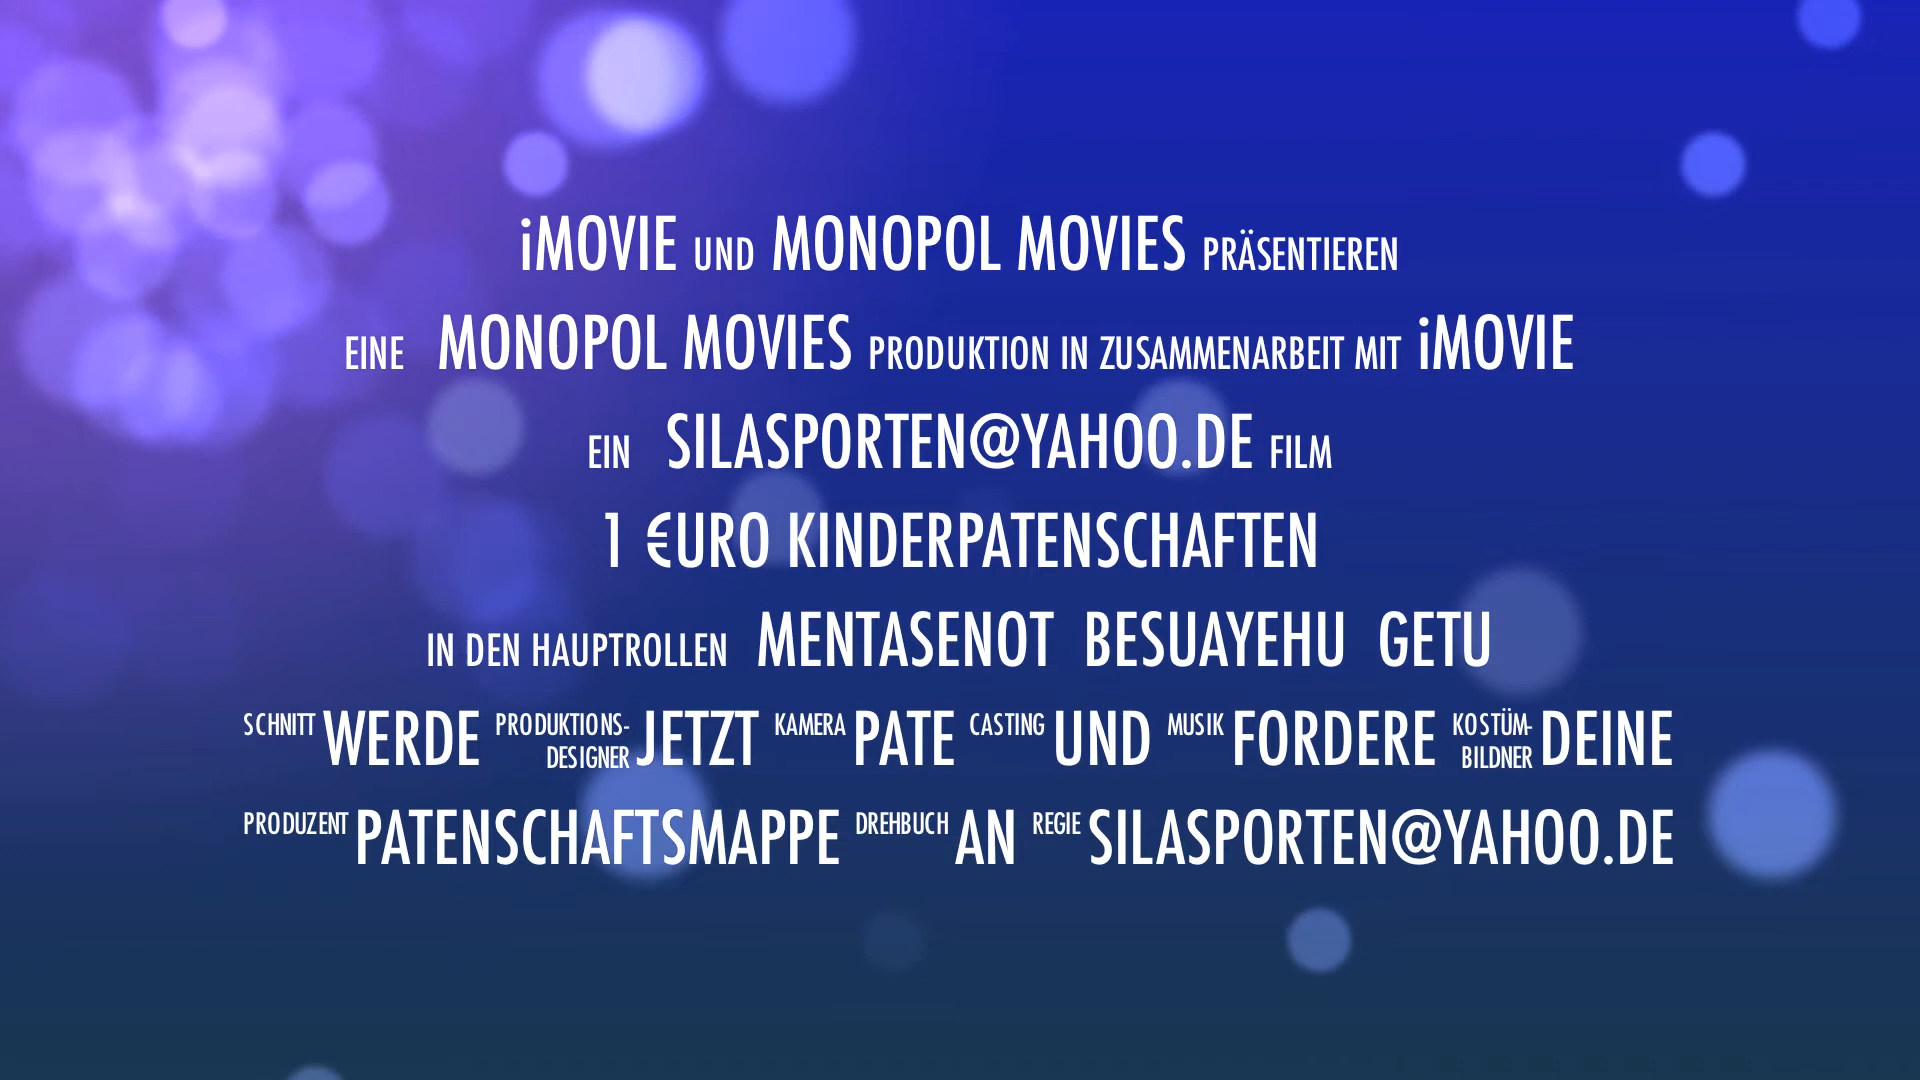 iMOVIE UND MONOPOL MOVIES PRÄSENTIEREN
EINE MONOPOL MOVIES PRODUKTION IN ZUSAMMENARBEIT MIT iMOVIE
EIN SILASPORTEN@YAHOO.DE FILM
1 €URO KINDERPATENSCHAFTEN
IN DEN HAUPTROLLEN MENTASENOT BESUAYEHU GETU
SCHNITT WERDE PRODUKTIONS-DESIGNER JETZT KAMERA PATE CASTING UND MUSIK FORDERE KOSTÜM-BILDNER DEINE
PRODUZENT PATENSCHAFTSMAPPE DREHBUCH AN REGIE SILASPORTEN@YAHOO.DE